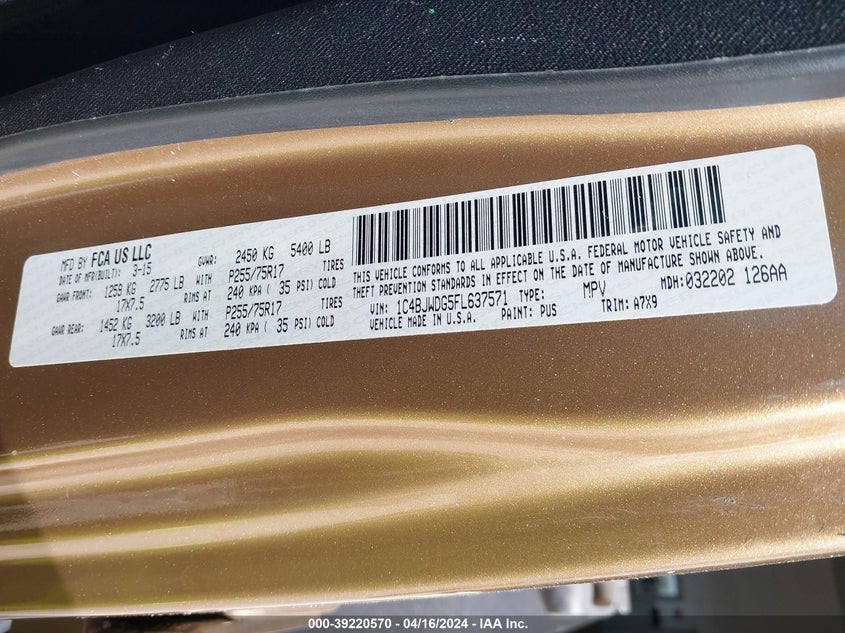 MFD BY FCA US LLC
DATE OF MFR(BUILT): 3-15 GVWR: 2450 KG 5400 LB
GAWR FRONT: 1259 KG 2775 LB WITH P255/75R17 TIRES
17X7.5 RIMS AT 240 KPA ( 35 PSI) COLD
GAWR REAR: 1452 KG 3200 LB WITH P255/75R17 TIRES
17X7.5 RIMS AT 240 KPA ( 35 PSI) COLD
THIS VEHICLE CONFORMS TO ALL APPLICABLE U.S.A. FEDERAL MOTOR VEHICLE SAFETY AND
THEFT PREVENTION STANDARDS IN EFFECT ON THE DATE OF MANUFACTURE SHOWN ABOVE.
VIN: 1C4BJWDG5FL637571 TYPE: MPV MDH: 032202 126AA
VEHICLE MADE IN U.S.A. PAINT: PUS TRIM: A7X9
000-39220570 - 04/16/2024 - IAA Inc.